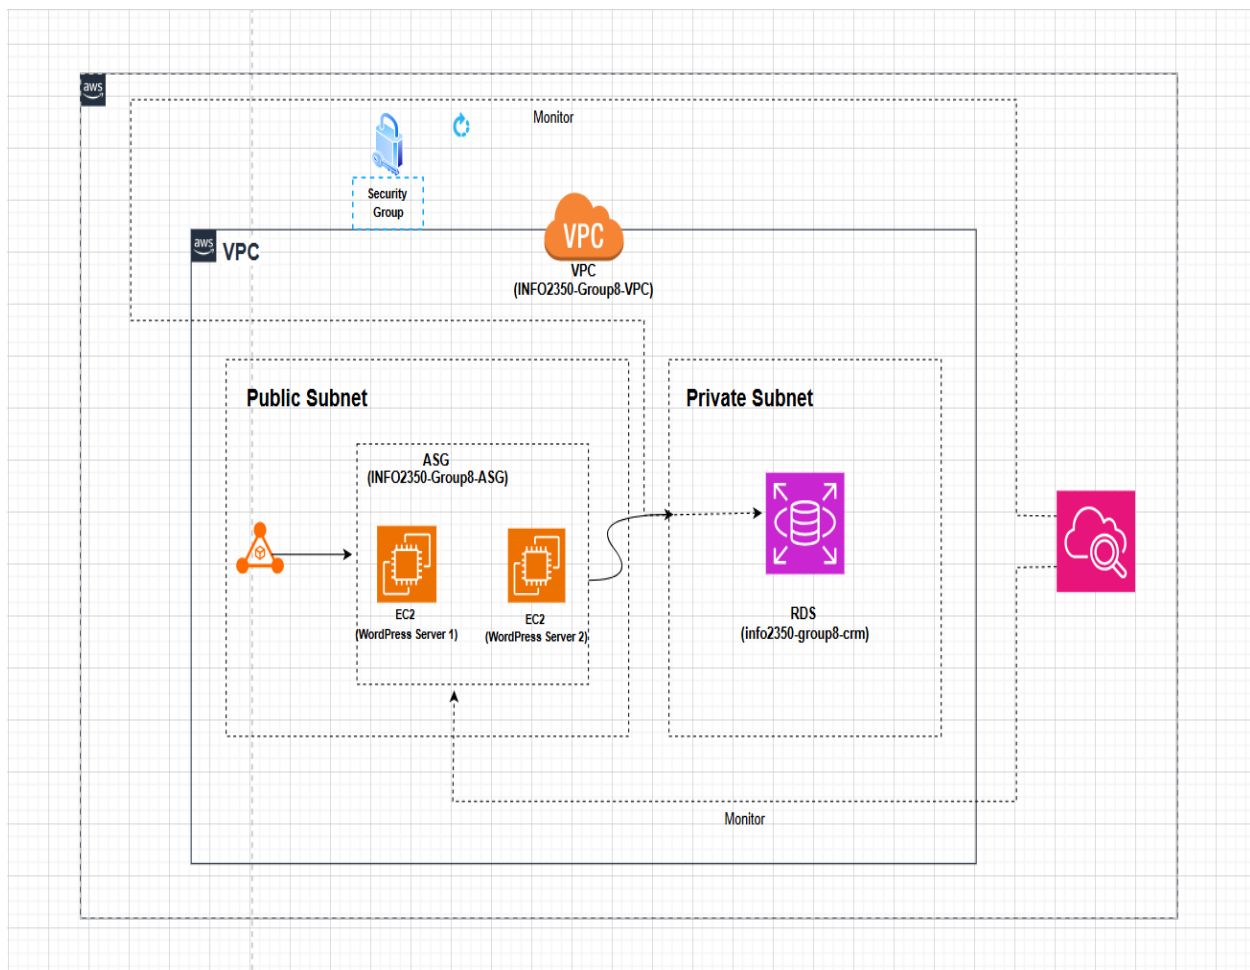 aws
Monitor
Security
Group
aws
VPC
VPC
VPC
(INFO2350-Group8-VPC)
Public Subnet
Private Subnet
ASG
(INFO2350-Group8-ASG)
EC2
(WordPress Server 1)
EC2
(WordPress Server 2)
RDS
(info2350-group8-crm)
Monitor